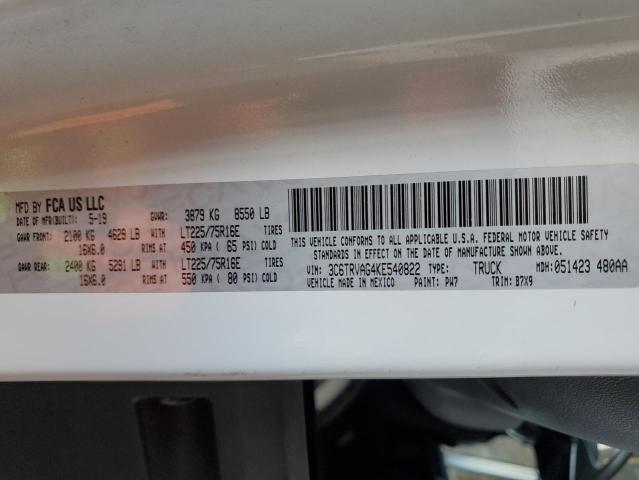 MFD BY FCA US LLC
DATE OF MFR(BUILT): 5-19 GVWR: 3879 KG 8550 LB
GAWR FRONT: 2100 KG 4629 LB WITH LT225/75R16E TIRES
16X6.0 RIMS AT 450 KPA ( 65 PSI) COLD
GAWR REAR: 2400 KG 5291 LB WITH LT225/75R16E TIRES
16X6.0 RIMS AT 550 KPA ( 80 PSI) COLD
THIS VEHICLE CONFORMS TO ALL APPLICABLE U.S.A. FEDERAL MOTOR VEHICLE SAFETY
STANDARDS IN EFFECT ON THE DATE OF MANUFACTURE SHOWN ABOVE.
VIN: 3C6TRVAG4KE540822 TYPE: TRUCK MDH:051423 480AA
VEHICLE MADE IN MEXICO PAINT: PW7 TRIM: B7X9